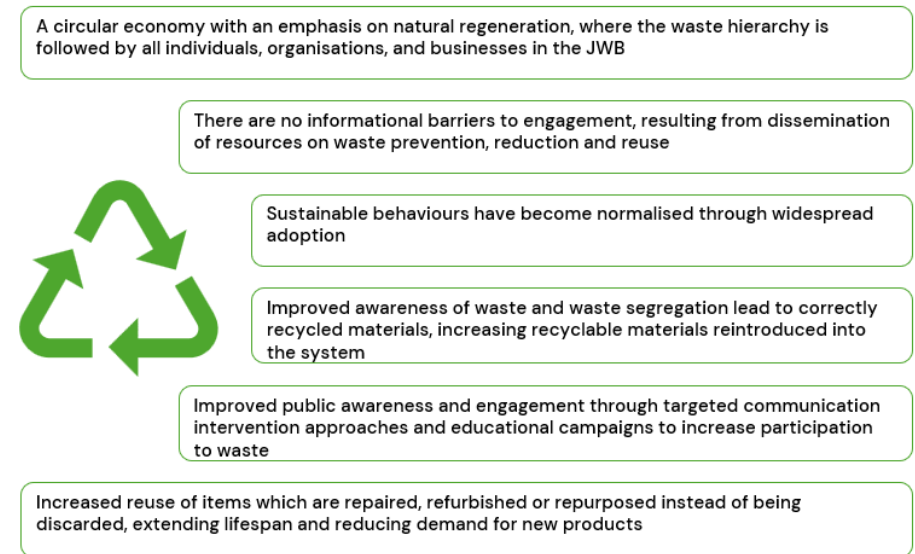 A circular economy with an emphasis on natural regeneration, where the waste hierarchy is
followed by all individuals, organisations, and businesses in the JWB
There are no informational barriers to engagement, resulting from dissemination
of resources on waste prevention, reduction and reuse
Sustainable behaviours have become normalised through widespread
adoption
Improved awareness of waste and waste segregation lead to correctly
recycled materials, increasing recyclable materials reintroduced into
the system
Improved public awareness and engagement through targeted communication
intervention approaches and educational campaigns to increase participation
to waste
Increased reuse of items which are repaired, refurbished or repurposed instead of being
discarded, extending lifespan and reducing demand for new products